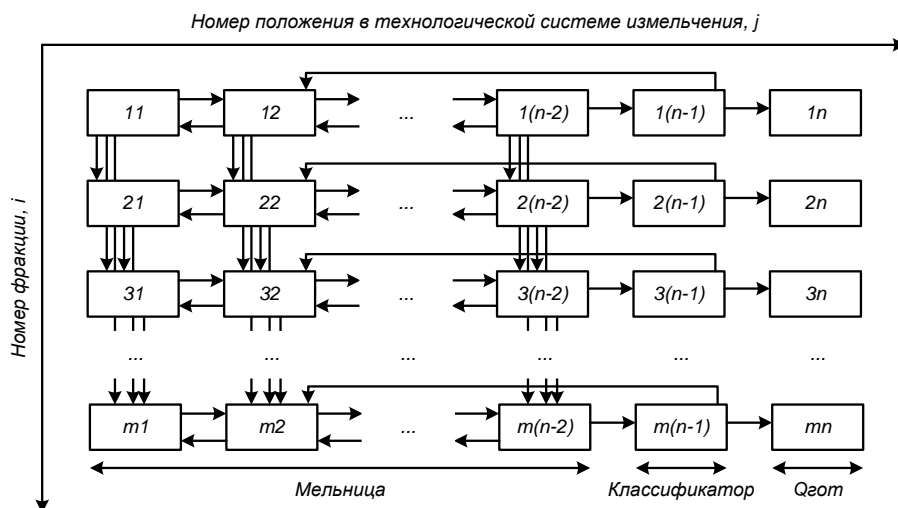 Номер положения в технологической системе измельчения, j
Номер фракции, i
11 12 ... 1(n-2) 1(n-1) 1n
21 22 ... 2(n-2) 2(n-1) 2n
31 32 ... 3(n-2) 3(n-1) 3n
... ... ... ... ... ...
m1 m2 ... m(n-2) m(n-1) mn
Мельница Классификатор Qгот